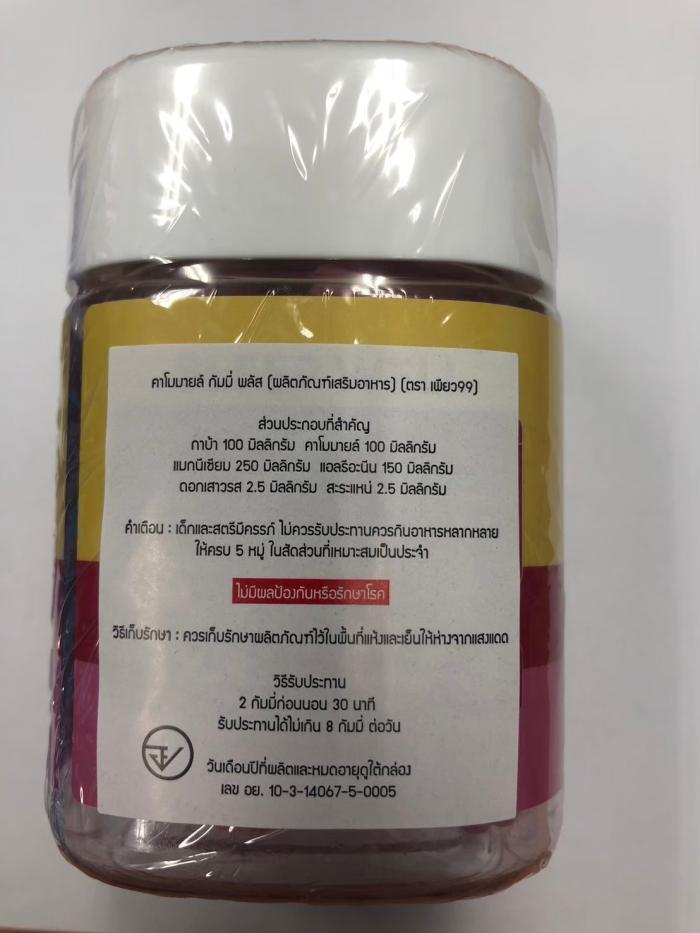 คาโมมายล์ กัมมี่ พลัส (ผลิตภัณฑ์เสริมอาหาร) (ตรา เพียว99)
ส่วนประกอบที่สำคัญ
กาบ้า 100 มิลลิกรัม คาโมมายล์ 100 มิลลิกรัม
แมกนีเซียม 250 มิลลิกรัม แอลธีอะนีน 150 มิลลิกรัม
ดอกเสาวรส 2.5 มิลลิกรัม สะระแหน่ 2.5 มิลลิกรัม
คำเตือน : เด็กและสตรีมีครรภ์ ไม่ควรรับประทานควรกินอาหารหลากหลาย
ให้ครบ 5 หมู่ ในสัดส่วนที่เหมาะสมเป็นประจำ
ไม่มีผลป้องกันหรือรักษาโรค
วิธีเก็บรักษา : ควรเก็บรักษาผลิตภัณฑ์ไว้ในพื้นที่แห้งและเย็นให้ห่างจากแสงแดด
วิธีรับประทาน
2 กัมมี่ก่อนนอน 30 นาที
รับประทานได้ไม่เกิน 8 กัมมี่ ต่อวัน
วันเดือนปีที่ผลิตและหมดอายุดูใต้กล่อง
เลข อย. 10-3-14067-5-0005